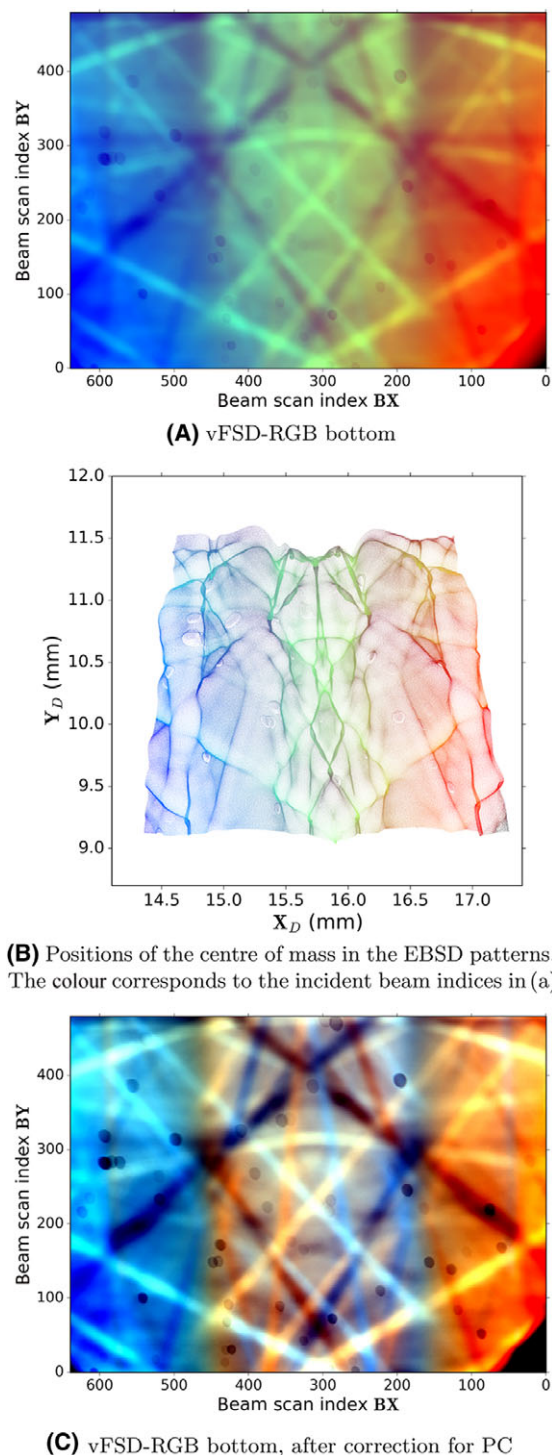 400
300
200
100
0
Beam scan index BY
600 500 400 300 200 100 0
Beam scan index BX
(A) vFSD-RGB bottom
12.0
11.5
11.0
10.5
10.0
9.5
9.0
Y_D (mm)
14.5 15.0 15.5 16.0 16.5 17.0
X_D (mm)
(B) Positions of the centre of mass in the EBSD patterns.
The colour corresponds to the incident beam indices in (a)
400
300
200
100
0
Beam scan index BY
600 500 400 300 200 100 0
Beam scan index BX
(C) vFSD-RGB bottom, after correction for PC